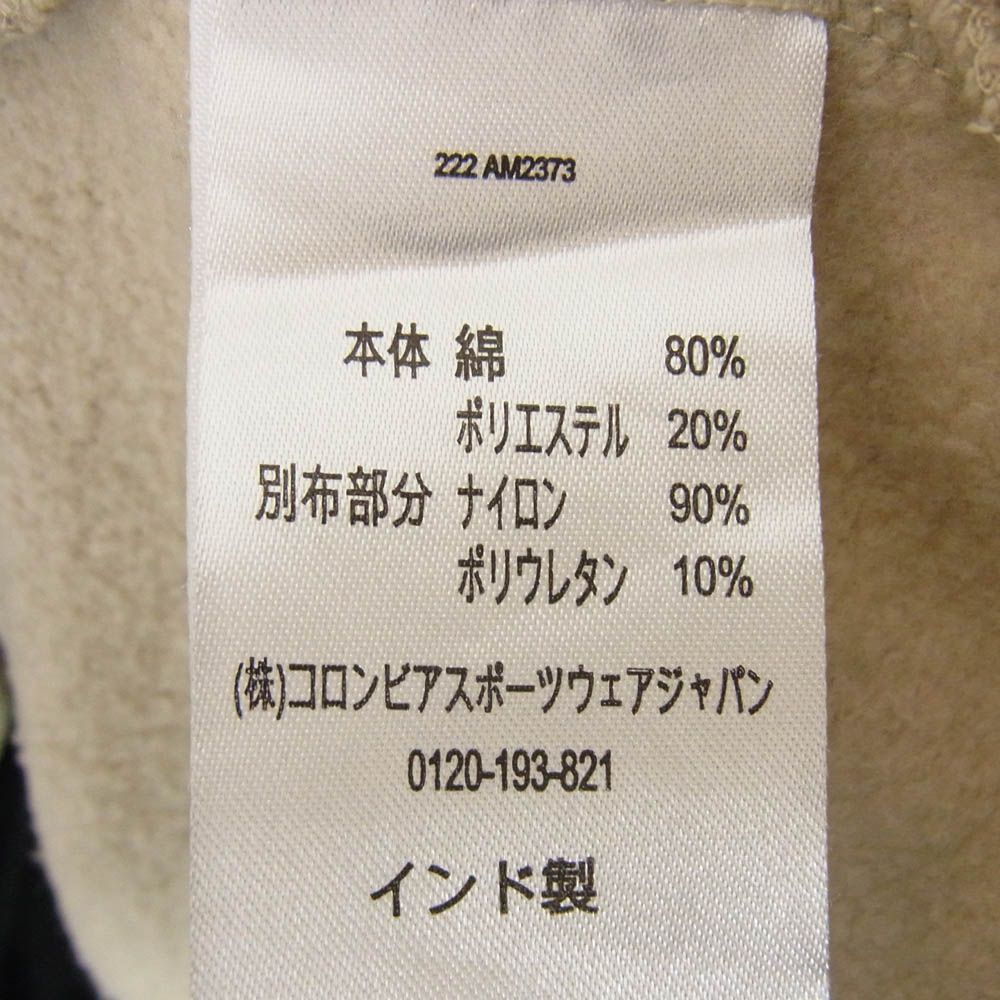 222 AM2373
本体 綿 80%
ポリエステル 20%
別布部分 ナイロン 90%
ポリウレタン 10%
(株)コロンビアスポーツウェアジャパン
0120-193-821
インド製